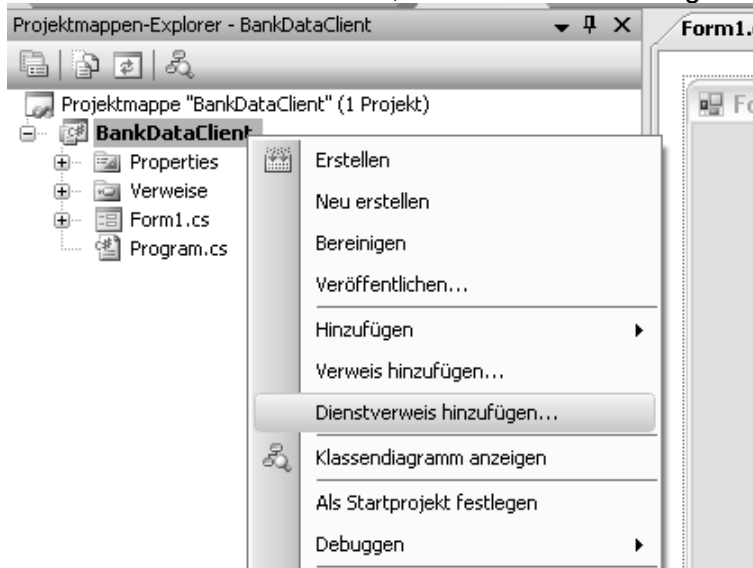 Projektmappen-Explorer - BankDataClient
Form1.
Projektmappe "BankDataClient" (1 Projekt)
BankDataClient
Properties
Verweise
Form1.cs
Program.cs
Erstellen
Neu erstellen
Bereinigen
Veröffentlichen...
Hinzufügen
Verweis hinzufügen...
Dienstverweis hinzufügen...
Klassendiagramm anzeigen
Als Startprojekt festlegen
Debuggen
Fo